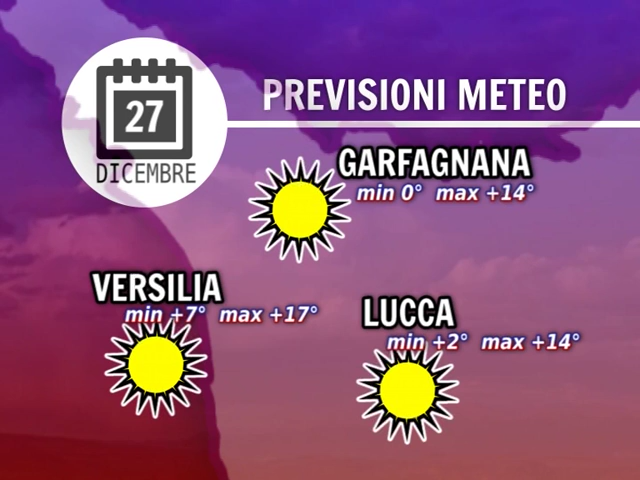 27
DICEMBRE
PREVISIONI METEO
GARFAGNANA
min 0° max +14°
VERSILIA
min +7° max +17°
LUCCA
min +2° max +14°